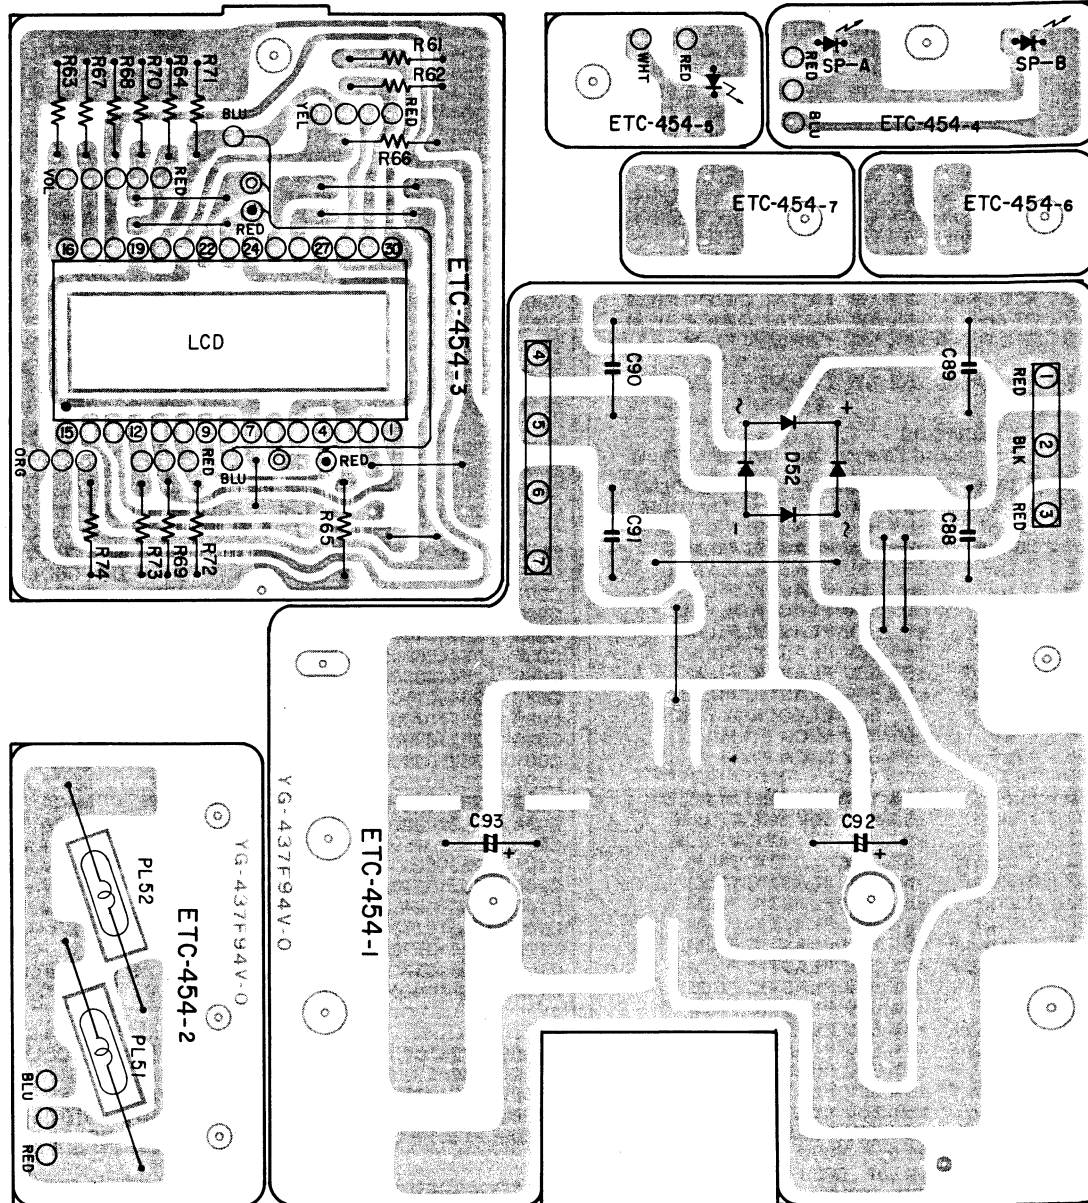 R63
R67
R68
R70
R64
R71
BLU
R61
R62
YEL
RED
R66
VOL
RED
RED
16
19
22
24
27
30
LCD
ETC-454-3
15
12
9
7
4
1
ORG
RED
BLU
RED
R74
R73
R69
R72
R65
WHT
RED
ETC-454-5
SP-A
SP-B
RED
BLU
ETC-454-4
ETC-454-7
ETC-454-6
4
5
6
7
C90
C91
~
+
D52
-
~
C89
C88
RED
BLK
RED
1
2
3
C93
+
C92
+
YG-437F94V-0
ETC-454-1
PL52
PL51
ETC-454-2
YG-437F94V-0
BLU
RED